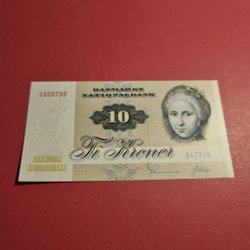 DANMARKS
NATIONALBANK
3300798
10
Ti Kroner
DANMARKS
NATIONALBANK